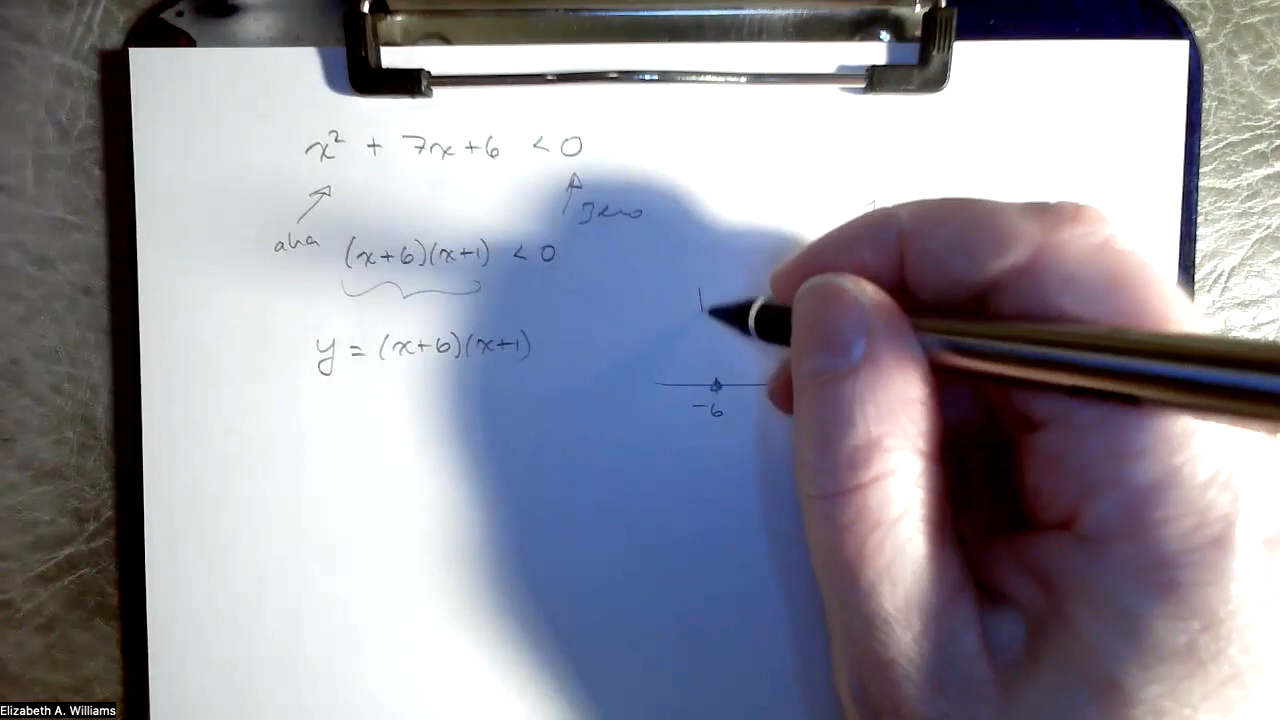 x² + 7x + 6 < 0
zero
aha
(x+6)(x+1) < 0
y = (x+6)(x+1)
-6
Elizabeth A. Williams